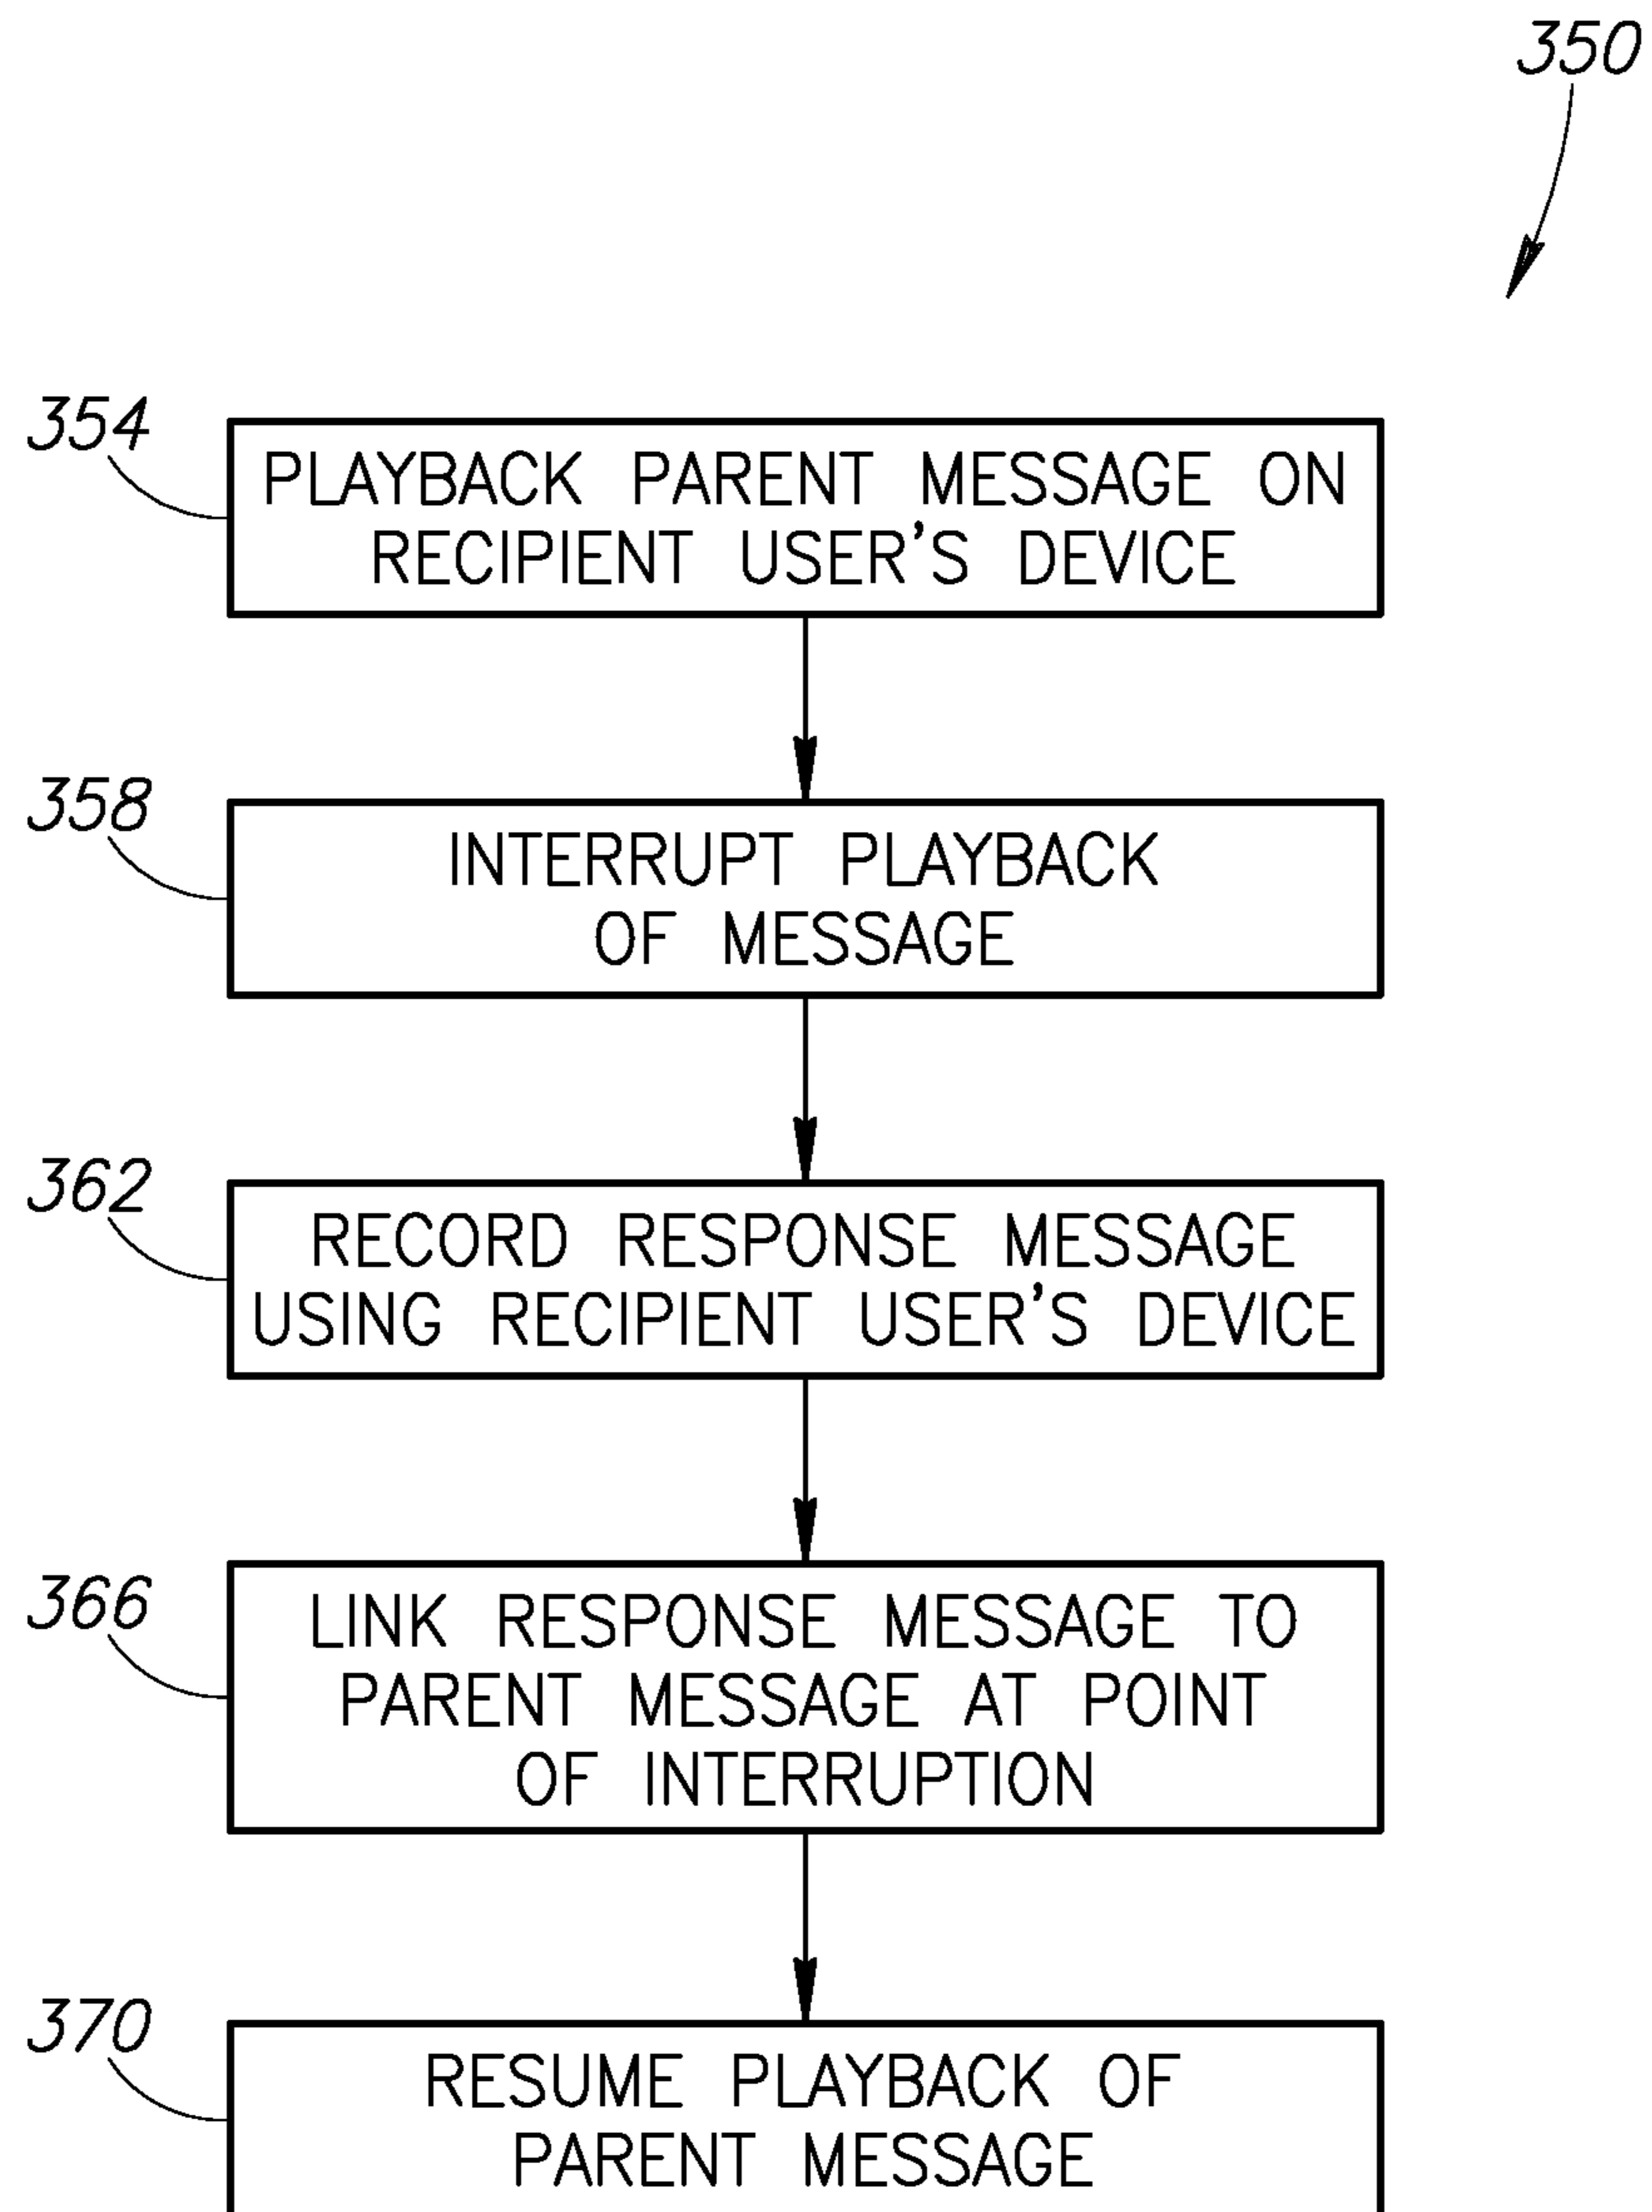 350
354
PLAYBACK PARENT MESSAGE ON
RECIPIENT USER'S DEVICE
358
INTERRUPT PLAYBACK
OF MESSAGE
362
RECORD RESPONSE MESSAGE
USING RECIPIENT USER'S DEVICE
366
LINK RESPONSE MESSAGE TO
PARENT MESSAGE AT POINT
OF INTERRUPTION
370
RESUME PLAYBACK OF
PARENT MESSAGE